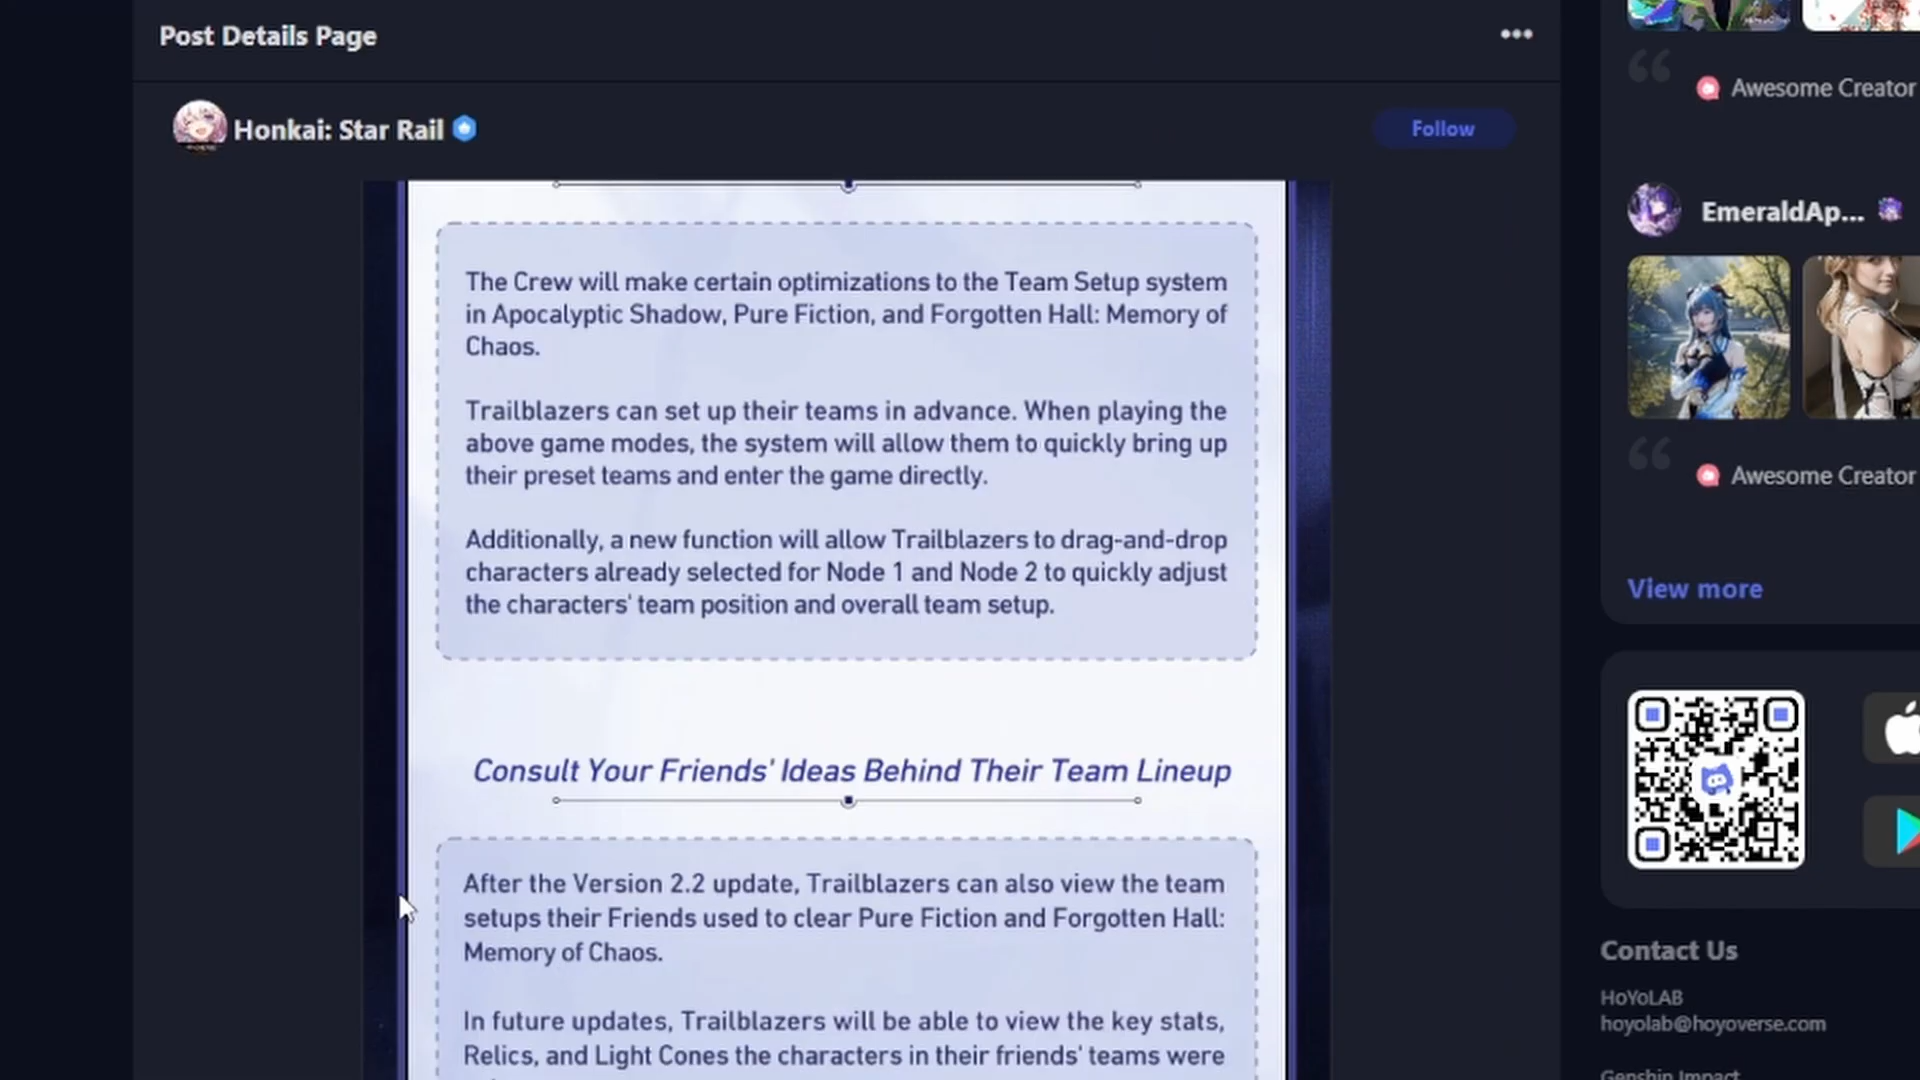 Post Details Page
Honkai: Star Rail
Follow
The Crew will make certain optimizations to the Team Setup system
in Apocalyptic Shadow, Pure Fiction, and Forgotten Hall: Memory of
Chaos.
Trailblazers can set up their teams in advance. When playing the
above game modes, the system will allow them to quickly bring up
their preset teams and enter the game directly.
Additionally, a new function will allow Trailblazers to drag-and-drop
characters already selected for Node 1 and Node 2 to quickly adjust
the characters' team position and overall team setup.
Consult Your Friends' Ideas Behind Their Team Lineup
After the Version 2.2 update, Trailblazers can also view the team
setups their Friends used to clear Pure Fiction and Forgotten Hall:
Memory of Chaos.
In future updates, Trailblazers will be able to view the key stats,
Relics, and Light Cones the characters in their friends' teams were
Awesome Creator
EmeraldAp...
Awesome Creator
View more
Contact Us
HoYoLAB
hoyolab@hoyoverse.com
Genshin Impact